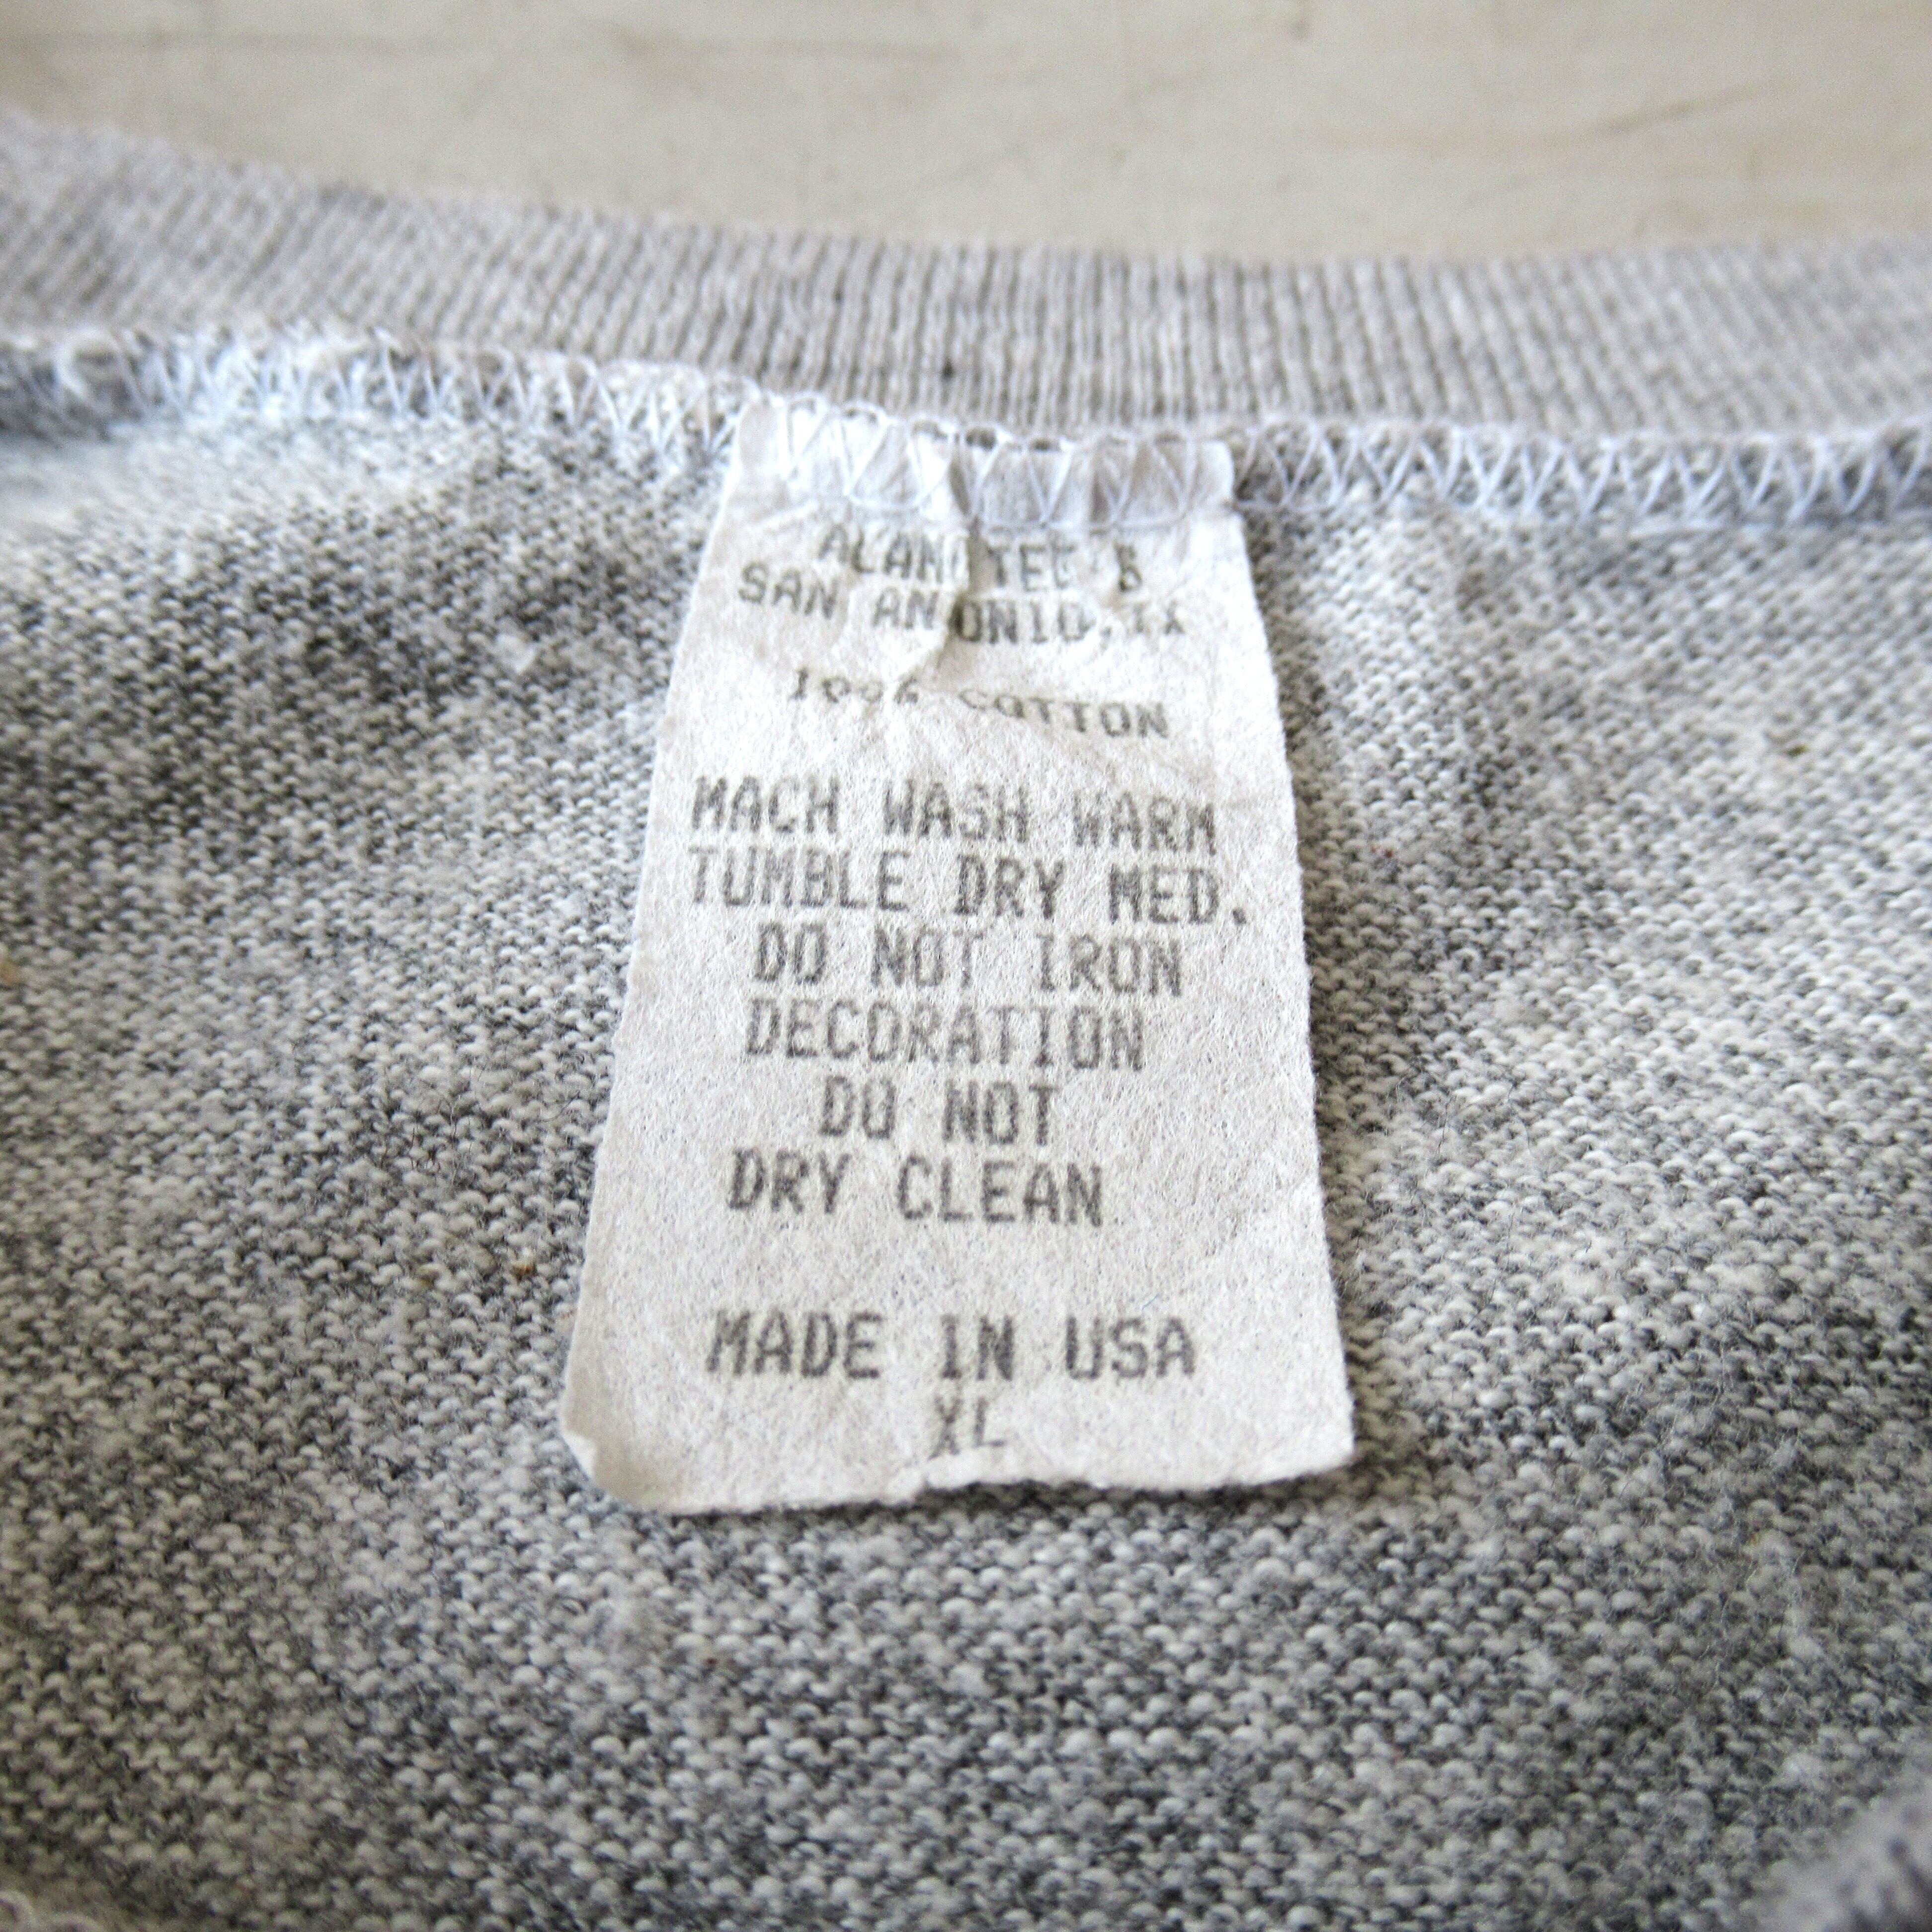 SAN ANTONIO,TX
COTTON
MACH WASH WARM
TUMBLE DRY MED.
DO NOT IRON
DECORATION
DO NOT
DRY CLEAN
MADE IN USA
XL